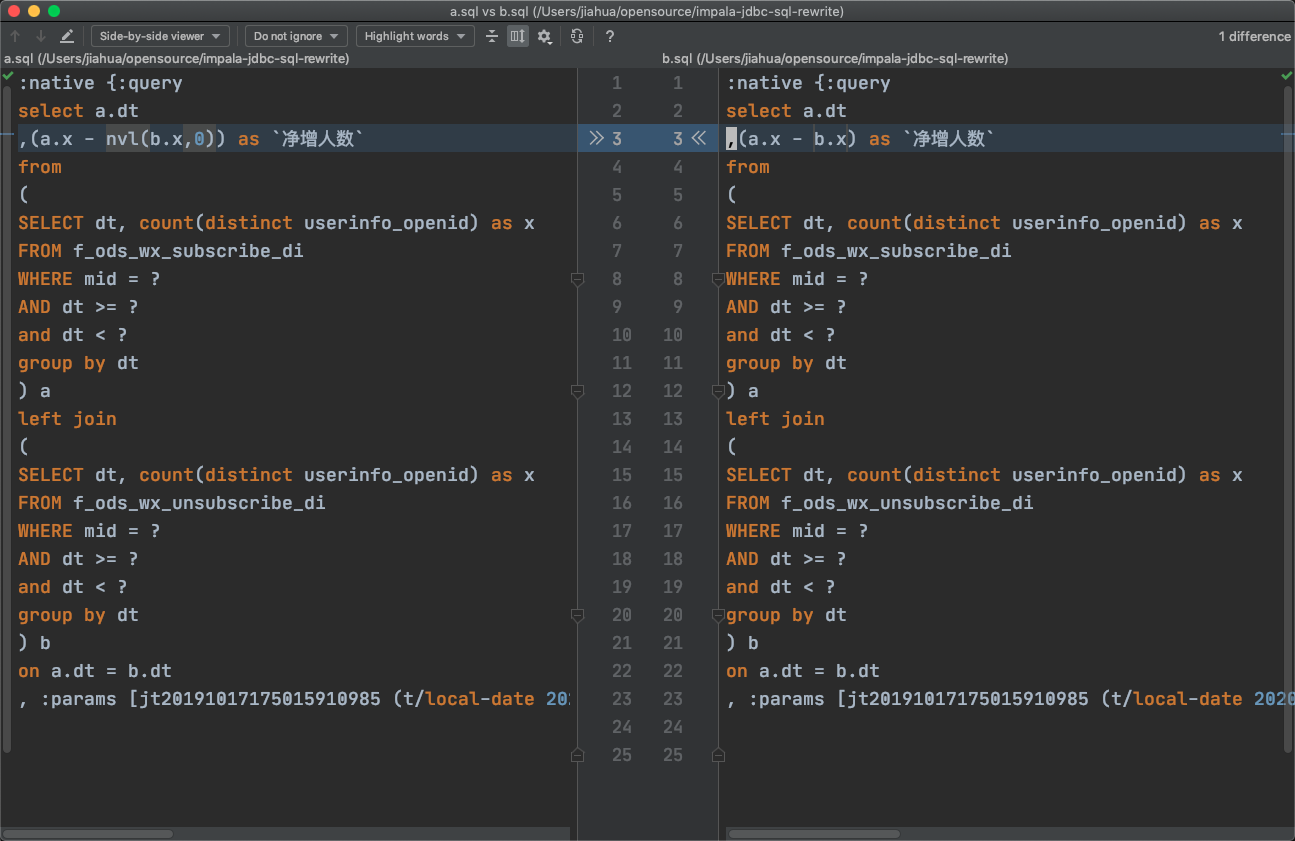 a.sql vs b.sql (/Users/jiahua/opensource/impala-jdbc-sql-rewrite)
Side-by-side viewer
Do not ignore
Highlight words
?
1 difference
a.sql (/Users/jiahua/opensource/impala-jdbc-sql-rewrite)
:native {:query
select a.dt
,(a.x - nvl(b.x,0)) as `净增人数`
from
(
SELECT dt, count(distinct userinfo_openid) as x
FROM f_ods_wx_subscribe_di
WHERE mid = ?
AND dt >= ?
and dt < ?
group by dt
) a
left join
(
SELECT dt, count(distinct userinfo_openid) as x
FROM f_ods_wx_unsubscribe_di
WHERE mid = ?
AND dt >= ?
and dt < ?
group by dt
) b
on a.dt = b.dt
, :params [jt20191017175015910985 (t/local-date 20
1 1
2 2
3 3
4 4
5 5
6 6
7 7
8 8
9 9
10 10
11 11
12 12
13 13
14 14
15 15
16 16
17 17
18 18
19 19
20 20
21 21
22 22
23 23
24 24
25 25
b.sql (/Users/jiahua/opensource/impala-jdbc-sql-rewrite)
:native {:query
select a.dt
,(a.x - b.x) as `净增人数`
from
(
SELECT dt, count(distinct userinfo_openid) as x
FROM f_ods_wx_subscribe_di
WHERE mid = ?
AND dt >= ?
and dt < ?
group by dt
) a
left join
(
SELECT dt, count(distinct userinfo_openid) as x
FROM f_ods_wx_unsubscribe_di
WHERE mid = ?
AND dt >= ?
and dt < ?
group by dt
) b
on a.dt = b.dt
, :params [jt20191017175015910985 (t/local-date 2020